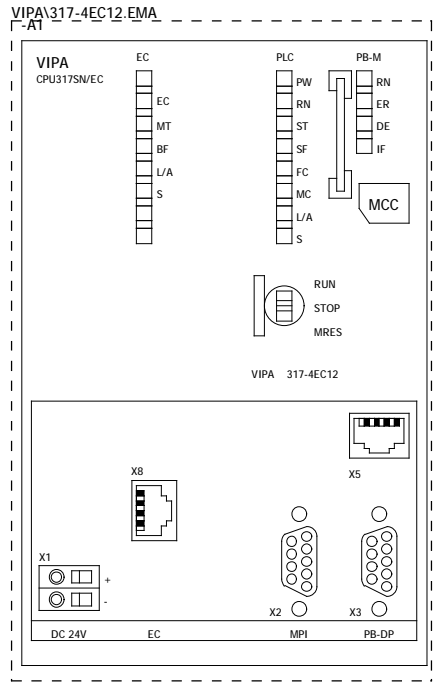 VIPA\317-4EC12.EMA
-A1
VIPA
CPU317SN/EC
EC
PLC
PB-M
PW
RN
EC
RN
ER
MT
ST
DE
BF
SF
IF
L/A
FC
S
MC
MCC
L/A
S
RUN
STOP
MRES
VIPA 317-4EC12
X8
X5
X1
+
-
X2
X3
DC 24V
EC
MPI
PB-DP